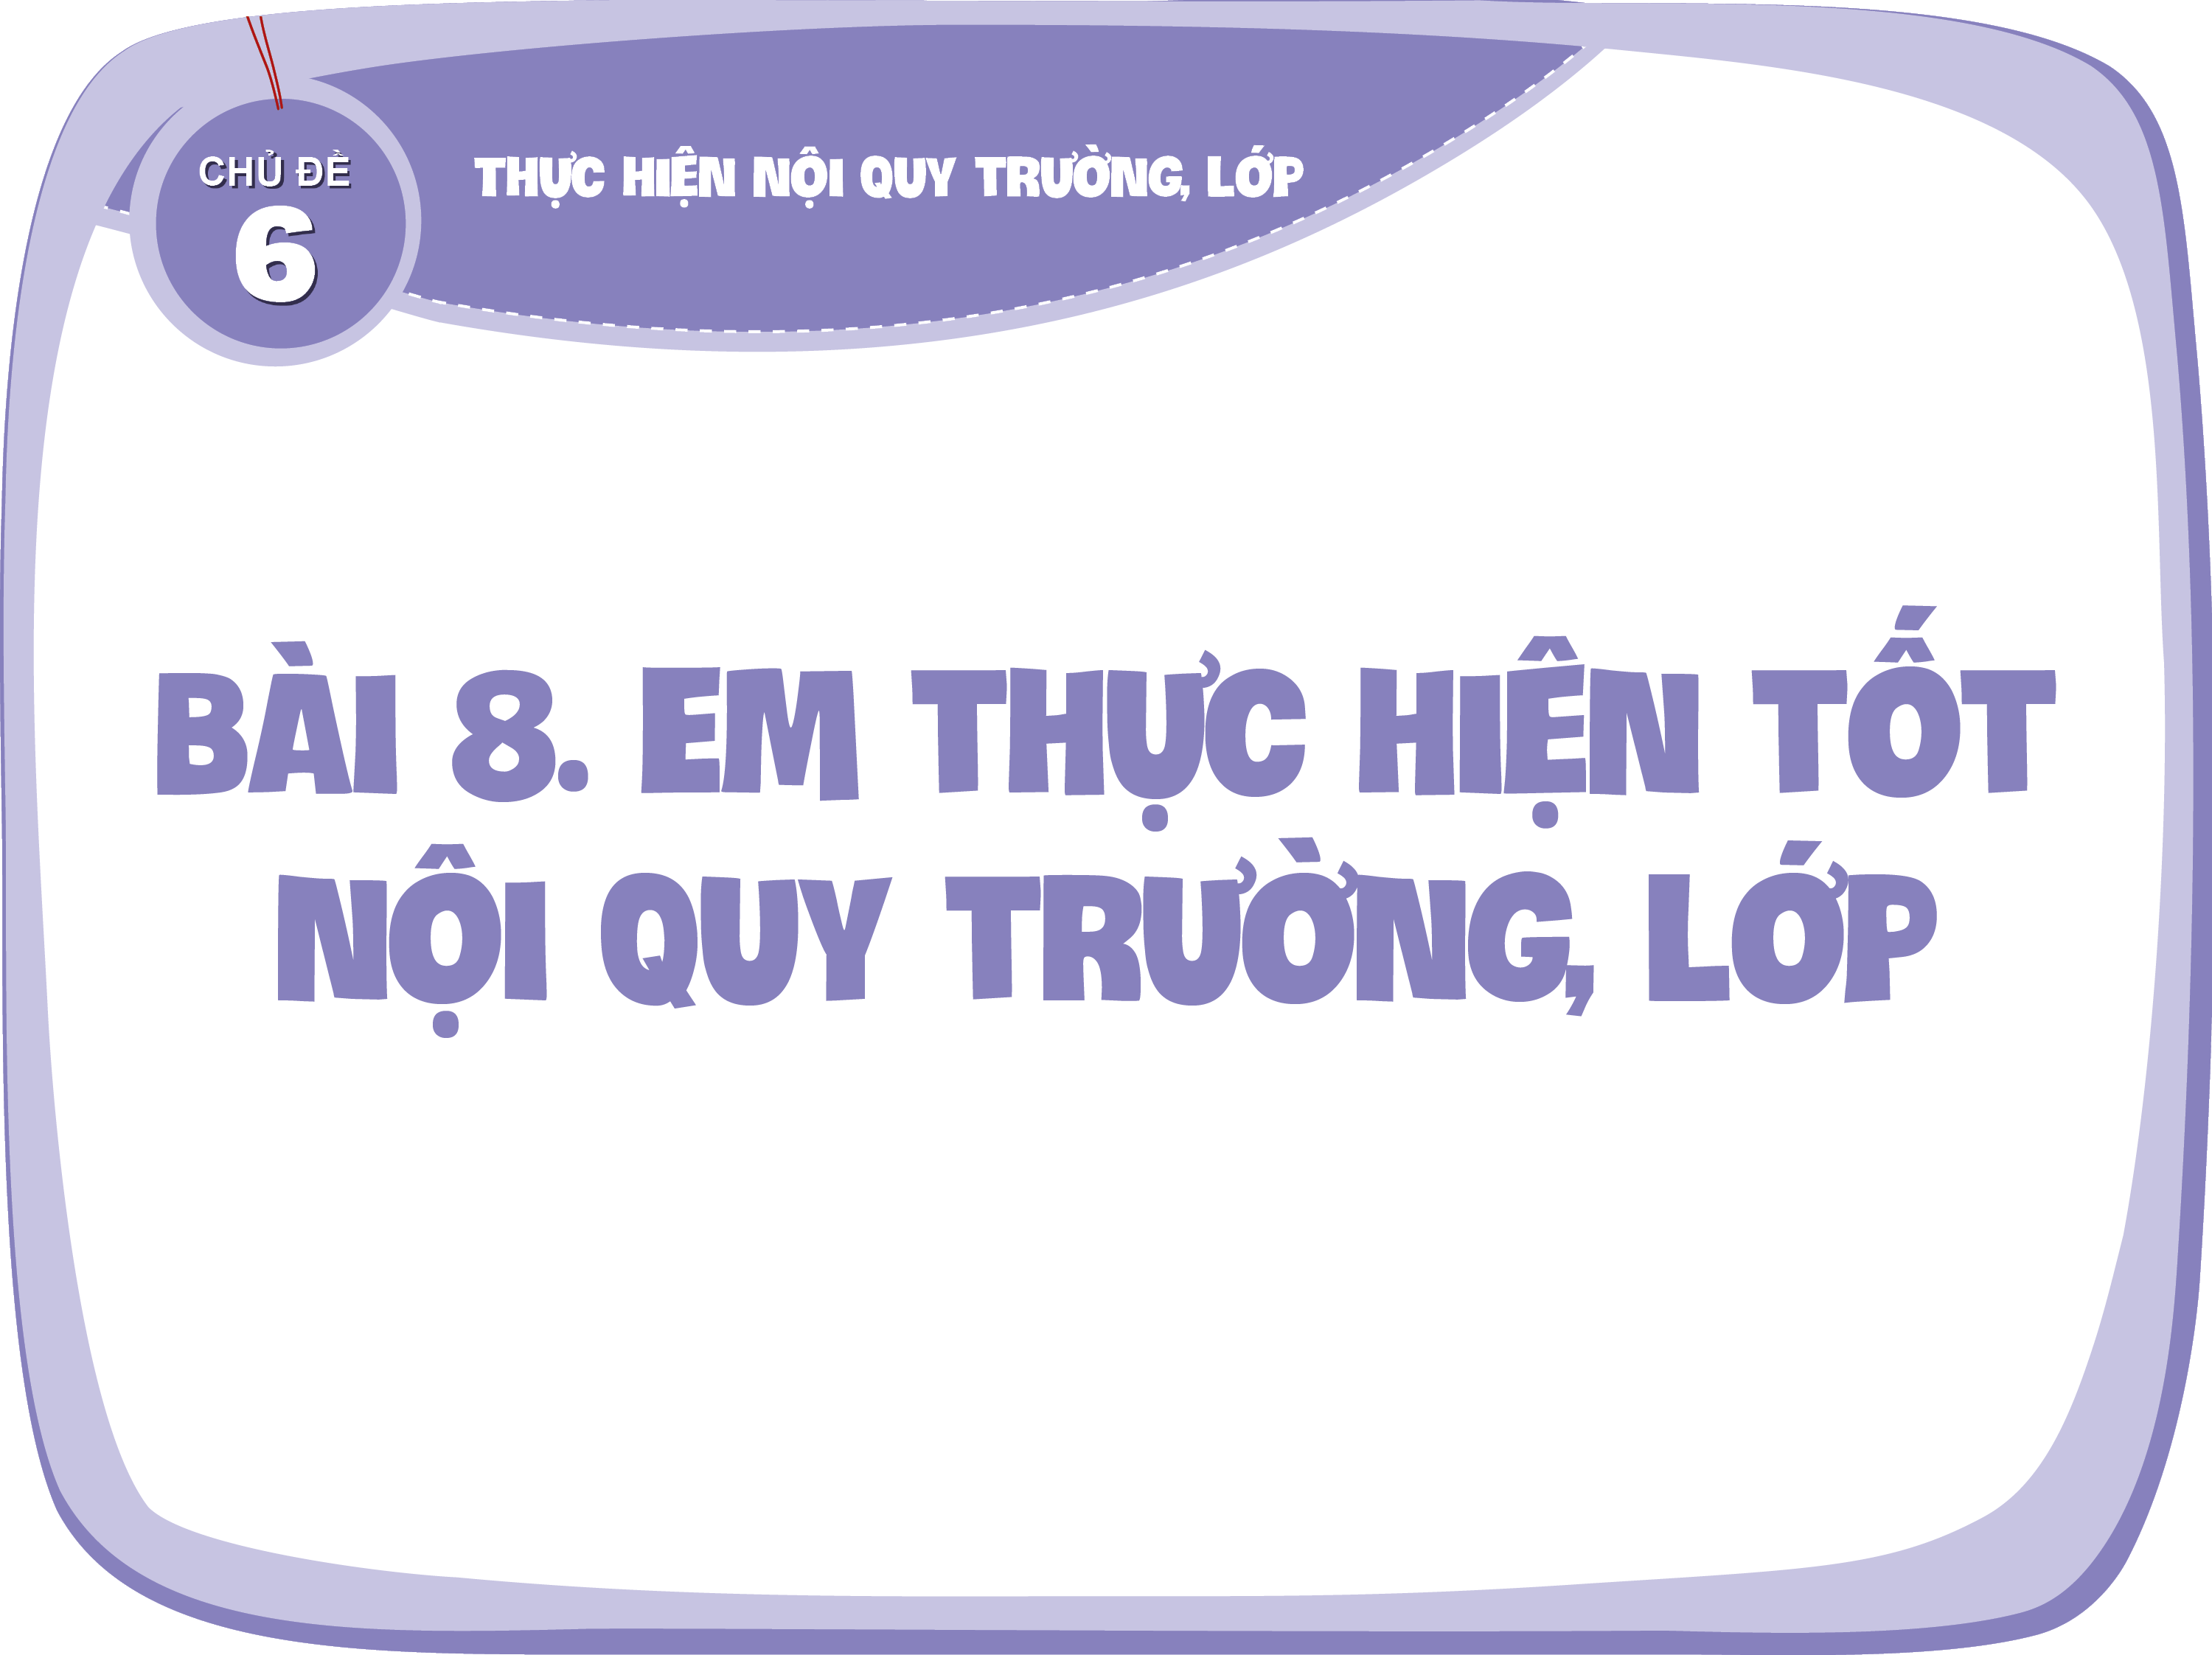 CHỦ ĐỀ
6
THỰC HIỆN NỘI QUY TRƯỜNG, LỚP
BÀI 8. EM THỰC HIỆN TỐT
NỘI QUY TRƯỜNG, LỚP